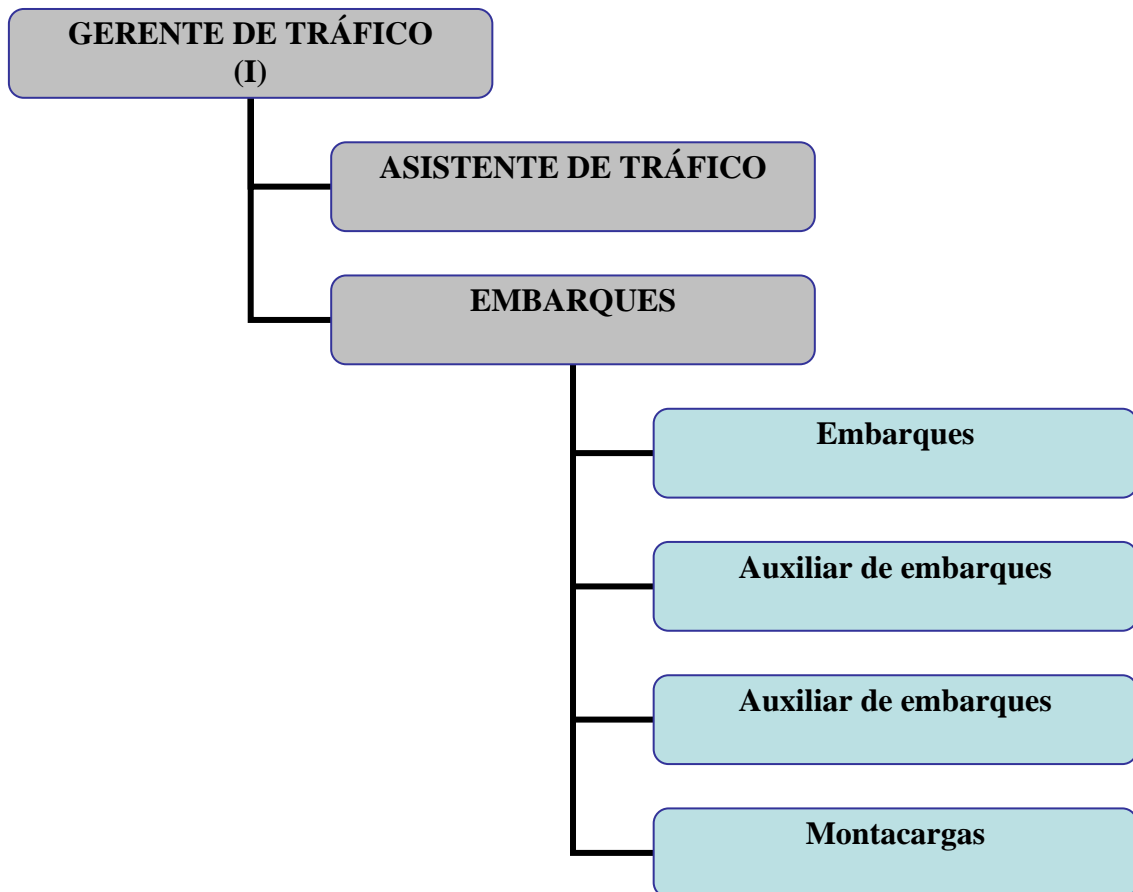 GERENTE DE TRÁFICO
(I)
ASISTENTE DE TRÁFICO
EMBARQUES
Embarques
Auxiliar de embarques
Auxiliar de embarques
Montacargas